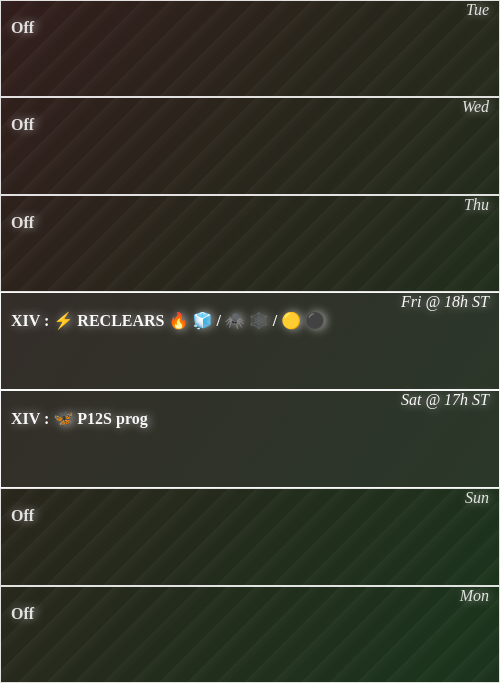 Tue
Off
Wed
Off
Thu
Off
Fri @ 18h ST
XIV : ⚡ RECLEARS 🔥 🧊 / 🕷️ 🕸️ / 🟡 ⚫
Sat @ 17h ST
XIV : 🦋 P12S prog
Sun
Off
Mon
Off